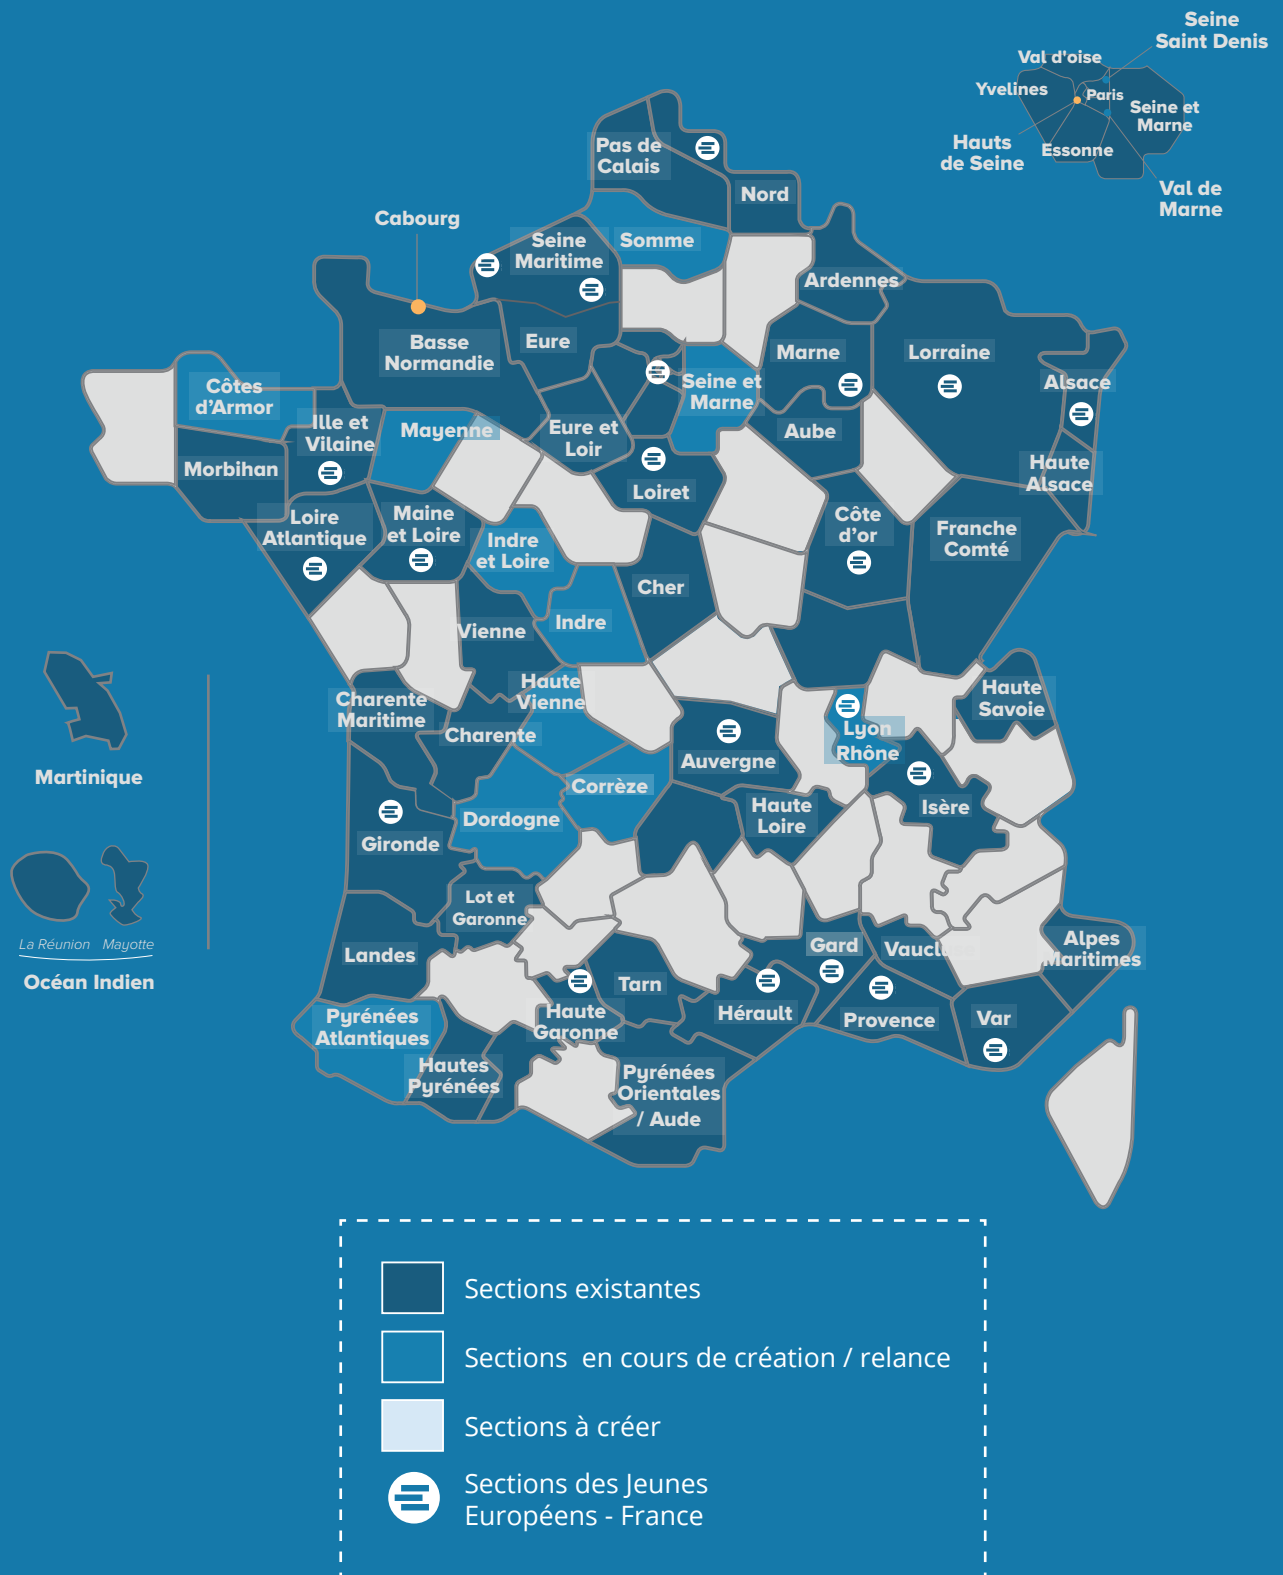 Seine
Saint Denis
Val d'oise
Yvelines
Paris
Seine et
Marne
Hauts
de Seine
Essonne
Val de
Marne
Pas de
Calais
Nord
Cabourg
Seine
Maritime
Somme
Ardennes
Basse
Normandie
Eure
Marne
Lorraine
Seine et
Marne
Alsace
Côtes
d’Armor
Ille et
Vilaine
Mayenne
Eure et
Loir
Aube
Morbihan
Loiret
Haute
Alsace
Loire
Atlantique
Maine
et Loire
Indre
et Loire
Côte
d’or
Franche
Comté
Cher
Vienne
Indre
Haute
Vienne
Haute
Savoie
Charente
Maritime
Charente
Lyon
Rhône
Auvergne
Martinique
Corrèze
Haute
Loire
Isère
Dordogne
Gironde
Lot et
Garonne
La Réunion
Mayotte
Océan Indien
Landes
Gard
Alpes
Maritimes
Tarn
Haute
Garonne
Hérault
Provence
Var
Pyrénées
Atlantiques
Hautes
Pyrénées
Pyrénées
Orientales
/ Aude
Sections existantes
Sections en cours de création / relance
Sections à créer
Sections des Jeunes
Européens - France